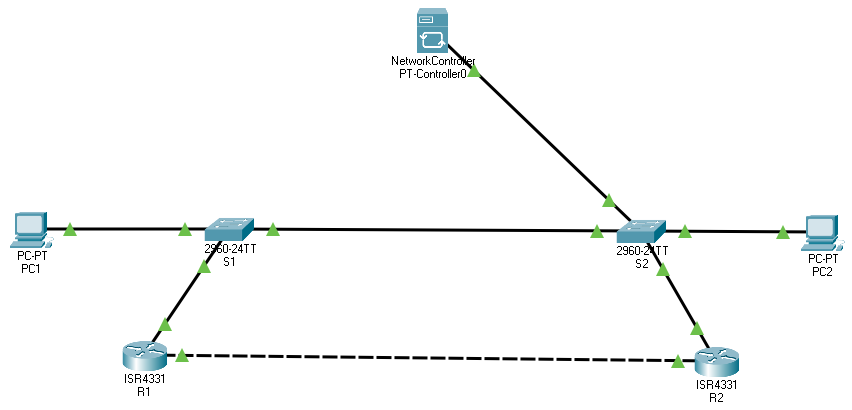 NetworkController
PT-Controller0
PC-PT
PC1
2960-24TT
S1
2960-24TT
S2
PC-PT
PC2
ISR4331
R1
ISR4331
R2